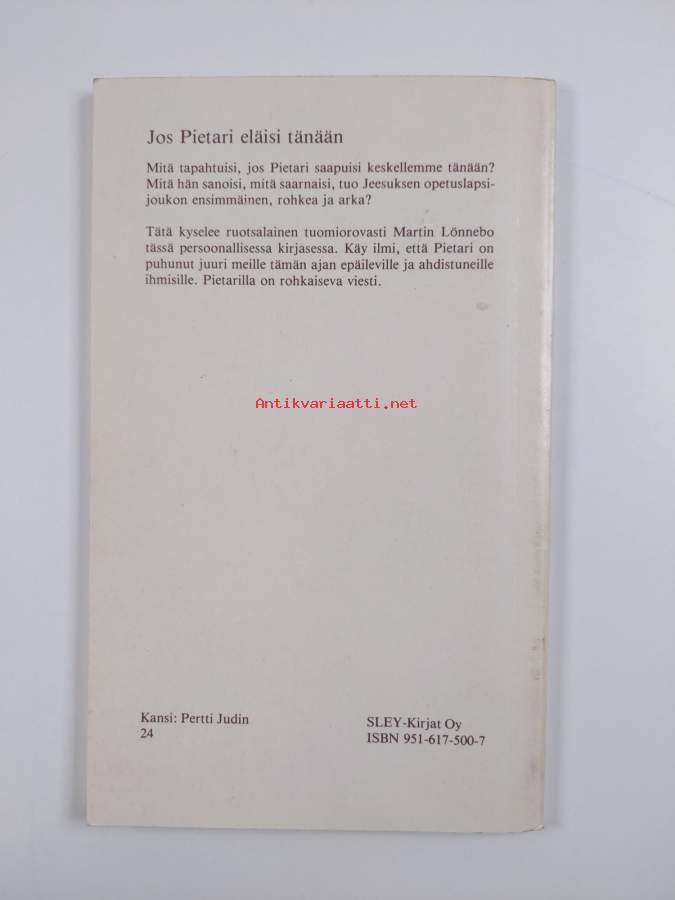 Jos Pietari eläisi tänään
Mitä tapahtuisi, jos Pietari saapuisi keskellemme tänään?
Mitä hän sanoisi, mitä saarnaisi, tuo Jeesuksen opetuslapsi-
joukon ensimmäinen, rohkea ja arka?
Tätä kyselee ruotsalainen tuomiorovasti Martin Lönnebo
tässä persoonallisessa kirjasessa. Käy ilmi, että Pietari on
puhunut juuri meille tämän ajan epäileville ja ahdistuneille
ihmisille. Pietarilla on rohkaiseva viesti.
Antikvariaatti.net
Kansi: Pertti Judin
24
SLEY-Kirjat Oy
ISBN 951-617-500-7